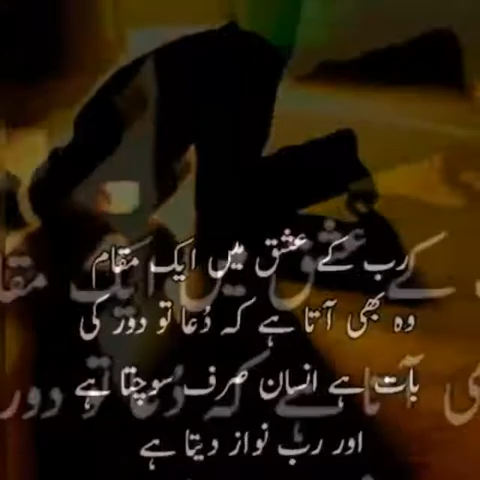 رب کے عشق میں ایک مقام
وہ بھی آتا ہے کہ دُعا تو دور کی
بات ہے انسان صرف سوچتا ہے
اور رب نواز دیتا ہے